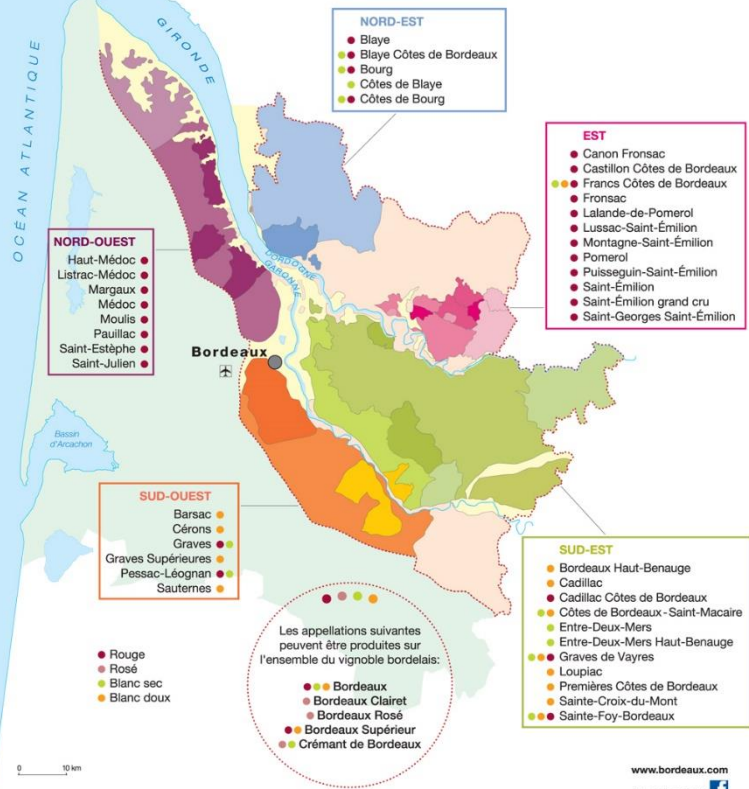 OCÉAN ATLANTIQUE
GIRONDE
NORD-EST
Blaye
Blaye Côtes de Bordeaux
Bourg
Côtes de Blaye
Côtes de Bourg
EST
Canon Fronsac
Castillon Côtes de Bordeaux
Francs Côtes de Bordeaux
Fronsac
Lalande-de-Pomerol
Lussac-Saint-Émilion
Montagne-Saint-Émilion
Pomerol
Puisseguin-Saint-Émilion
Saint-Émilion
Saint-Émilion grand cru
Saint-Georges Saint-Émilion
NORD-OUEST
Haut-Médoc
Listrac-Médoc
Margaux
Médoc
Moulis
Pauillac
Saint-Estèphe
Saint-Julien
DORDOGNE
GARONNE
Bordeaux
Bassin
d'Arcachon
SUD-OUEST
Barsac
Cérons
Graves
Graves Supérieures
Pessac-Léognan
Sauternes
SUD-EST
Bordeaux Haut-Benauge
Cadillac
Cadillac Côtes de Bordeaux
Côtes de Bordeaux-Saint-Macaire
Entre-Deux-Mers
Entre-Deux-Mers Haut-Benauge
Graves de Vayres
Loupiac
Premières Côtes de Bordeaux
Sainte-Croix-du-Mont
Sainte-Foy-Bordeaux
Les appellations suivantes
peuvent être produites sur
l'ensemble du vignoble bordelais:
Bordeaux
Bordeaux Clairet
Bordeaux Rosé
Bordeaux Supérieur
Crémant de Bordeaux
Rouge
Rosé
Blanc sec
Blanc doux
0 10 km
www.bordeaux.com